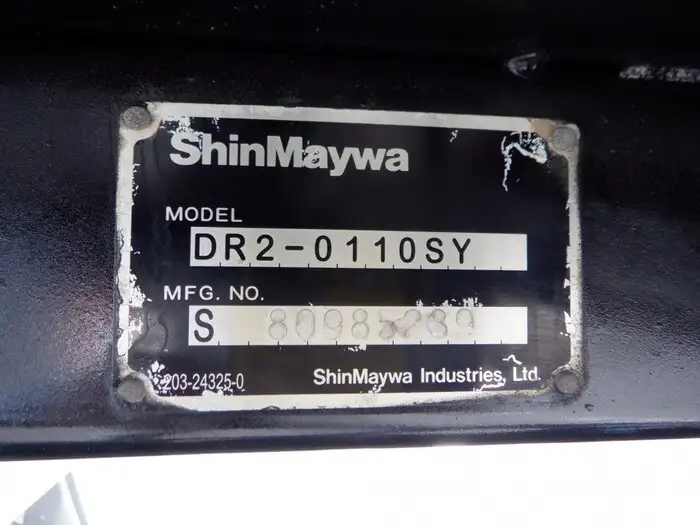 ShinMaywa
MODEL
DR2-0110SY
MFG. NO.
S
203-24325-0
ShinMaywa Industries, Ltd.